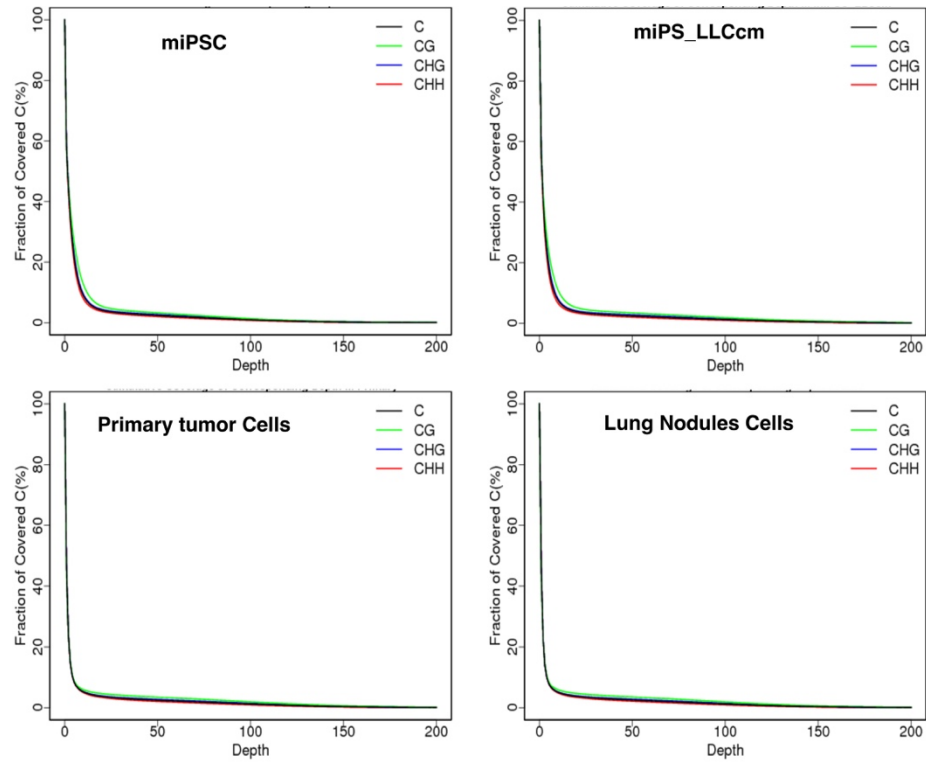 miPSC
C
CG
CHG
CHH
Fraction of Covered C(%)
100
80
60
40
20
0
0 50 100 150 200
Depth
miPS_LLCcm
C
CG
CHG
CHH
Fraction of Covered C(%)
100
80
60
40
20
0
0 50 100 150 200
Depth
Primary tumor Cells
C
CG
CHG
CHH
Fraction of Covered C(%)
100
80
60
40
20
0
0 50 100 150 200
Depth
Lung Nodules Cells
C
CG
CHG
CHH
Fraction of Covered C(%)
100
80
60
40
20
0
0 50 100 150 200
Depth